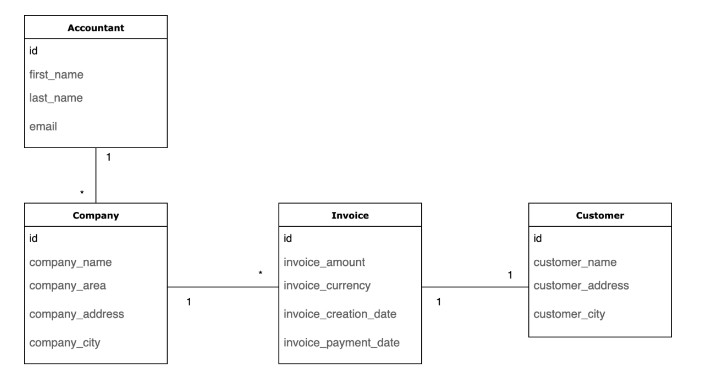 Accountant
id
first_name
last_name
email
1
*
Company
id
company_name
company_area
company_address
company_city
1
*
Invoice
id
invoice_amount
invoice_currency
invoice_creation_date
invoice_payment_date
1
1
Customer
id
customer_name
customer_address
customer_city